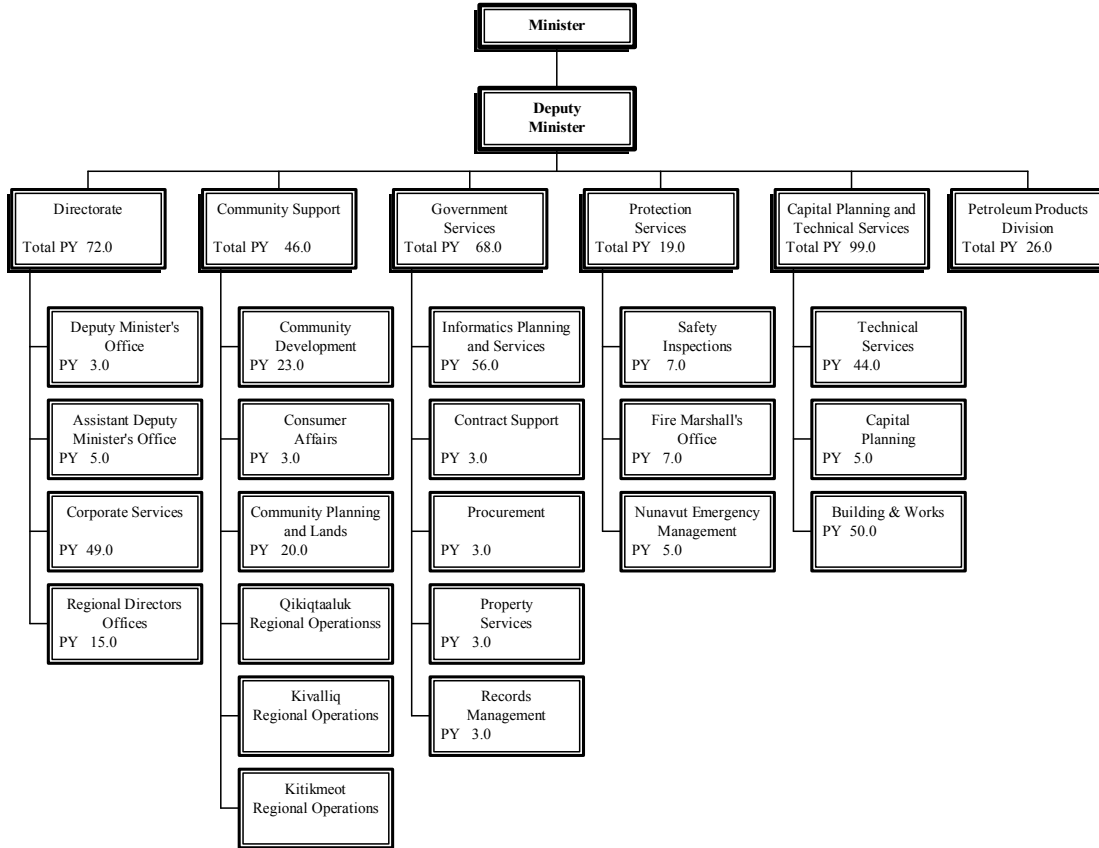 Minister
Deputy
Minister
Directorate
Total PY 72.0
Community Support
Total PY 46.0
Government
Services
Total PY 68.0
Protection
Services
Total PY 19.0
Capital Planning and
Technical Services
Total PY 99.0
Petroleum Products
Division
Total PY 26.0
Deputy Minister's
Office
PY 3.0
Assistant Deputy
Minister's Office
PY 5.0
Corporate Services
PY 49.0
Regional Directors
Offices
PY 15.0
Community
Development
PY 23.0
Consumer
Affairs
PY 3.0
Community Planning
and Lands
PY 20.0
Qikiqtaaluk
Regional Operationss
Kivalliq
Regional Operations
Kitikmeot
Regional Operations
Informatics Planning
and Services
PY 56.0
Contract Support
PY 3.0
Procurement
PY 3.0
Property
Services
PY 3.0
Records
Management
PY 3.0
Safety
Inspections
PY 7.0
Fire Marshall's
Office
PY 7.0
Nunavut Emergency
Management
PY 5.0
Technical
Services
PY 44.0
Capital
Planning
PY 5.0
Building & Works
PY 50.0